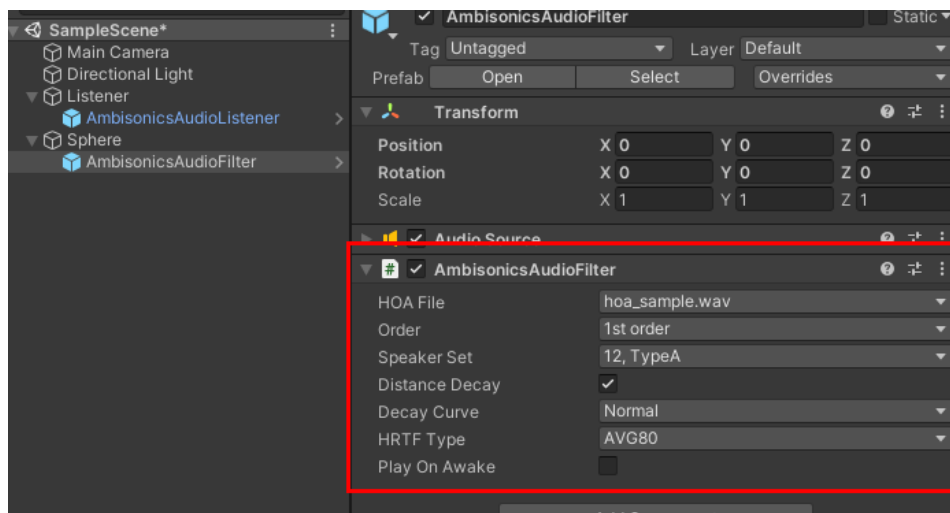 SampleScene*
Main Camera
Directional Light
Listener
AmbisonicsAudioListener
Sphere
AmbisonicsAudioFilter
AmbisonicsAudioFilter Static
Tag Untagged Layer Default
Prefab Open Select Overrides
Transform
Position X 0 Y 0 Z 0
Rotation X 0 Y 0 Z 0
Scale X 1 Y 1 Z 1
Audio Source
# AmbisonicsAudioFilter
HOA File hoa_sample.wav
Order 1st order
Speaker Set 12, TypeA
Distance Decay
Decay Curve Normal
HRTF Type AVG80
Play On Awake